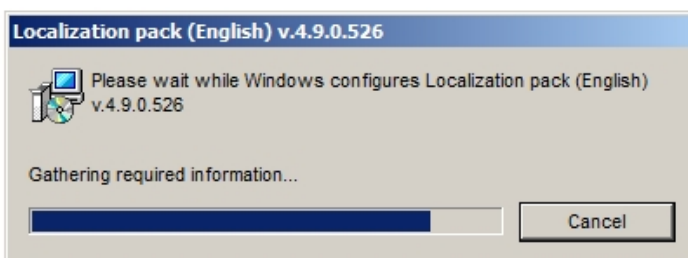 Localization pack (English) v.4.9.0.526
Please wait while Windows configures Localization pack (English)
v.4.9.0.526
Gathering required information...
Cancel